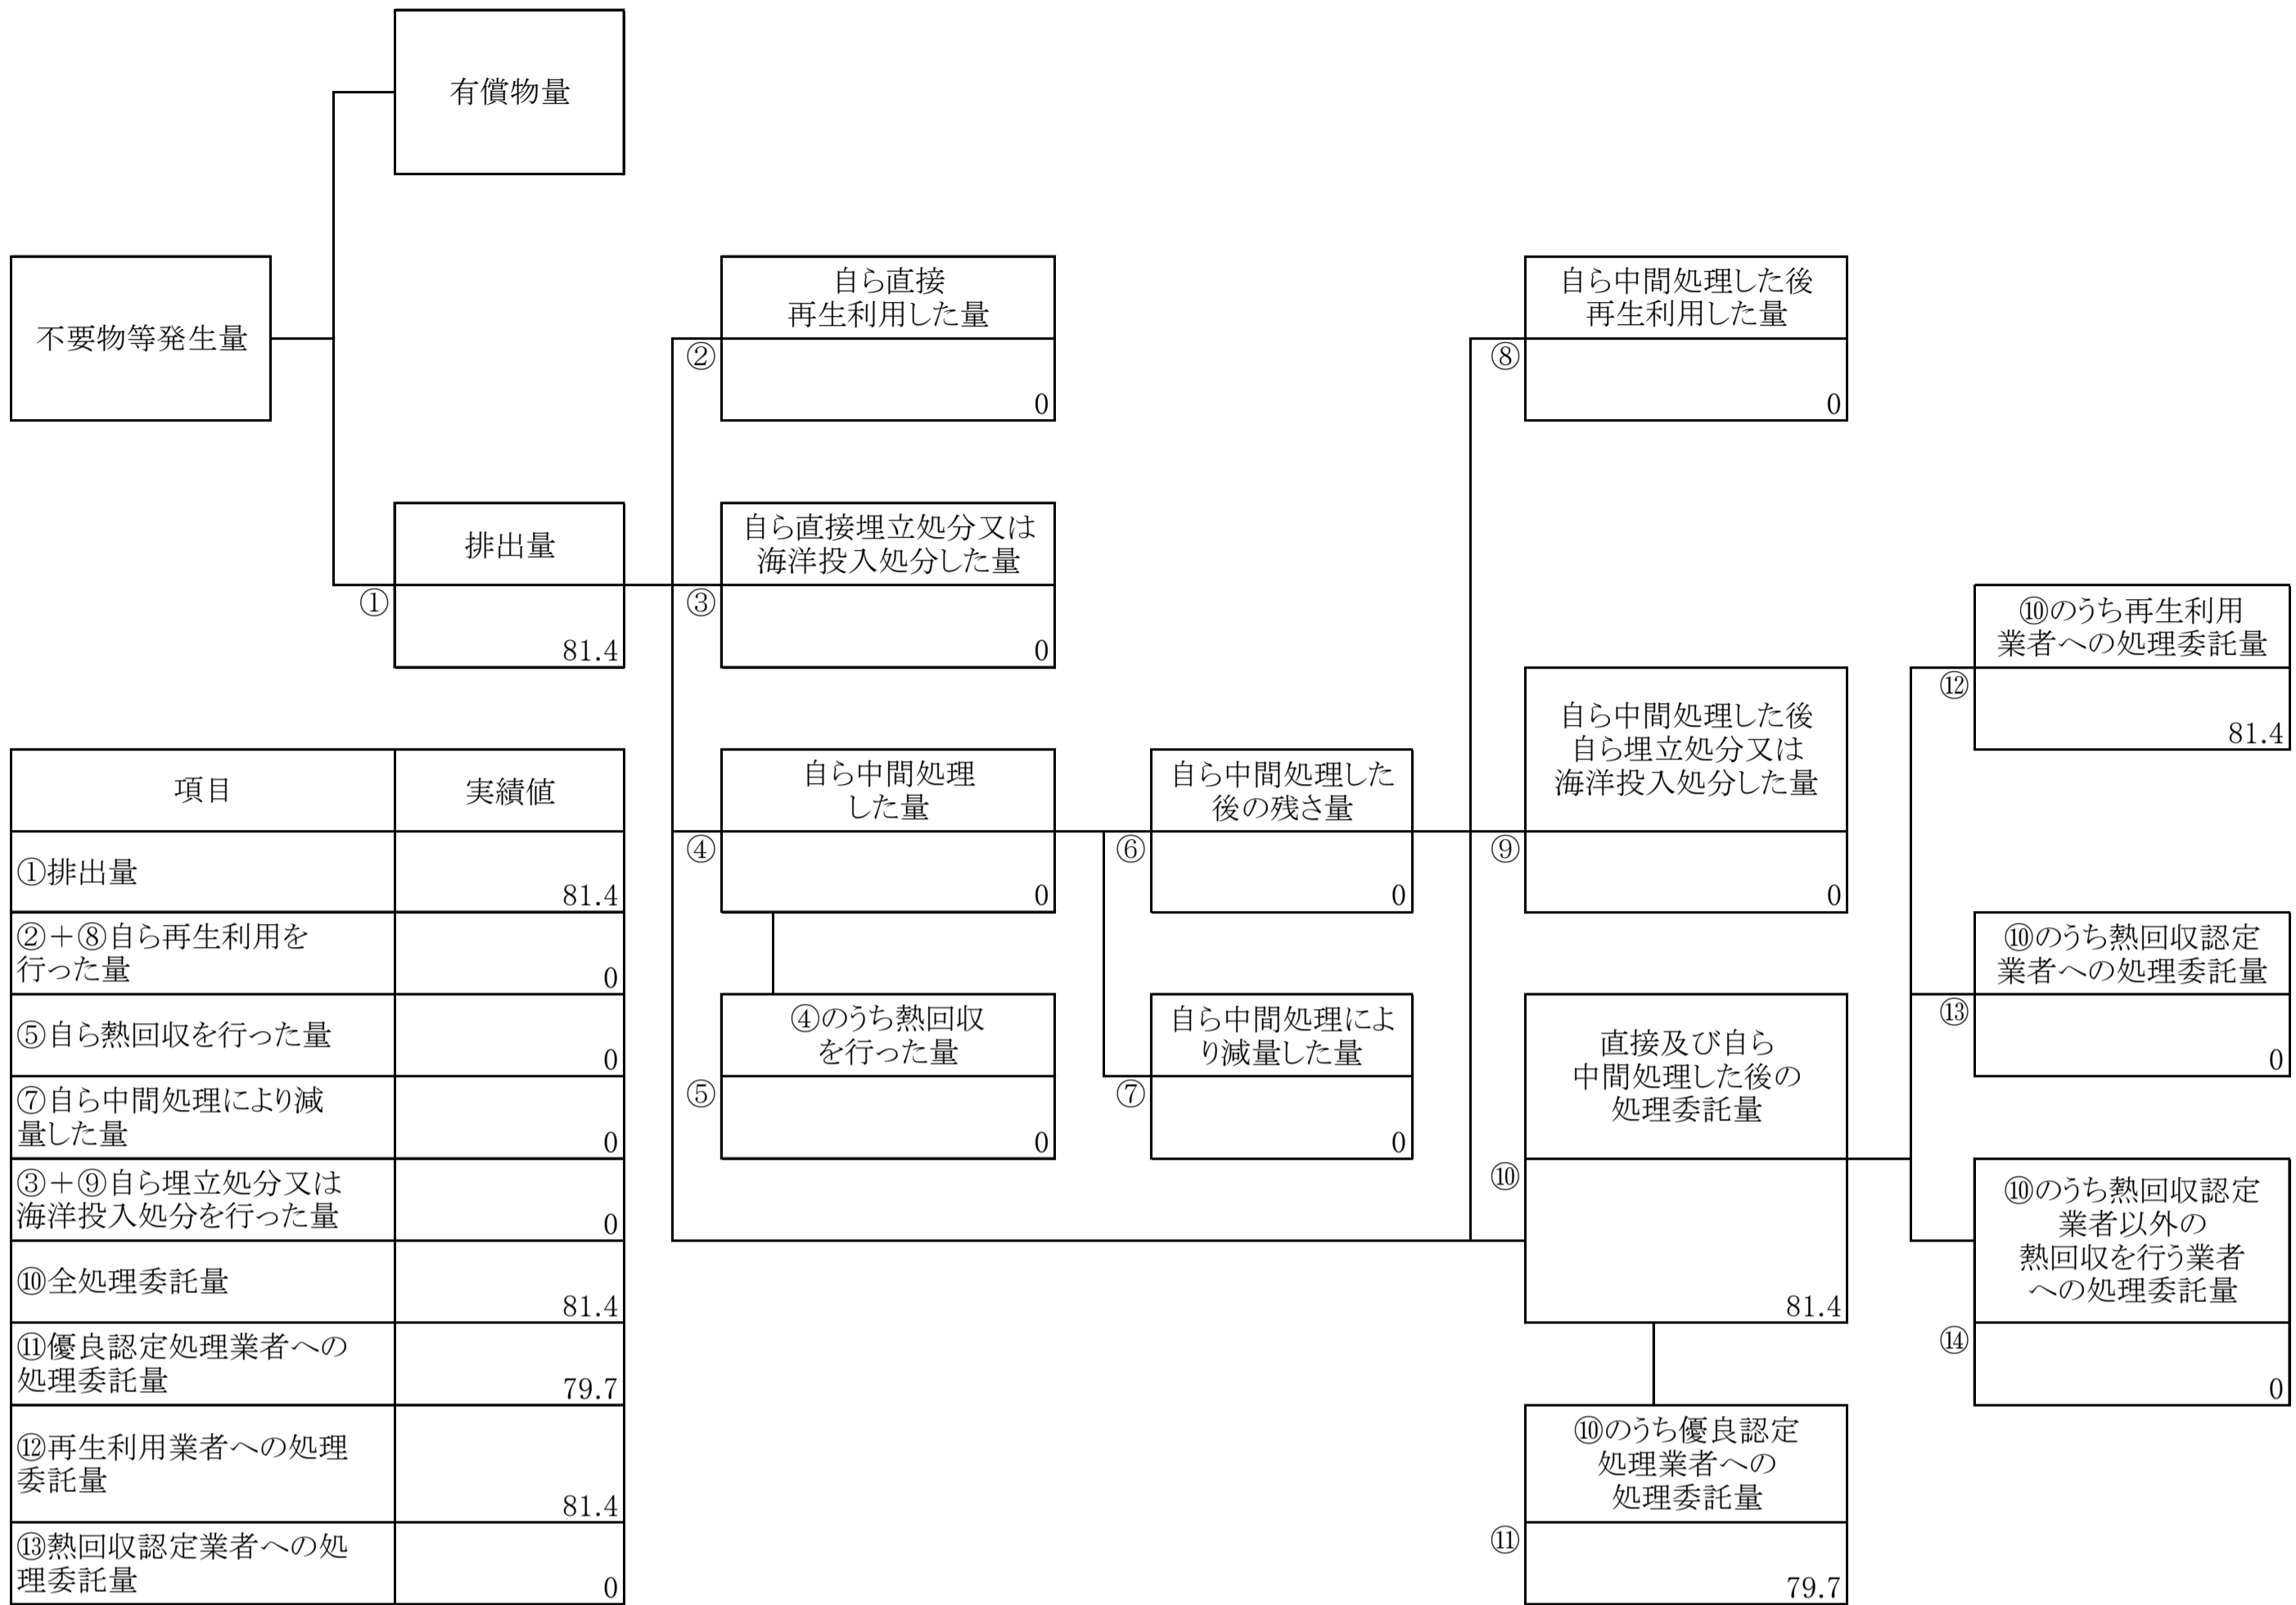 有償物量
不要物等発生量
自ら直接
再生利用した量
②
0
自ら中間処理した後
再生利用した量
⑧
0
排出量
①
81.4
自ら直接埋立処分又は
海洋投入処分した量
③
0
⑩のうち再生利用
業者への処理委託量
⑫
81.4
項目
実績値
①排出量
81.4
②+⑧自ら再生利用を
行った量
0
⑤自ら熱回収を行った量
0
⑦自ら中間処理により減
量した量
0
③+⑨自ら埋立処分又は
海洋投入処分を行った量
0
⑩全処理委託量
81.4
⑪優良認定処理業者への
処理委託量
79.7
⑫再生利用業者への処理
委託量
81.4
⑬熱回収認定業者への処
理委託量
0
自ら中間処理
した量
④
0
自ら中間処理した
後の残さ量
⑥
0
自ら中間処理した後
自ら埋立処分又は
海洋投入処分した量
⑨
0
④のうち熱回収
を行った量
⑤
0
自ら中間処理によ
り減量した量
⑦
0
直接及び自ら
中間処理した後の
処理委託量
⑩
81.4
⑩のうち熱回収認定
業者への処理委託量
⑬
0
⑩のうち熱回収認定
業者以外の
熱回収を行う業者
への処理委託量
⑭
0
⑩のうち優良認定
処理業者への
処理委託量
⑪
79.7